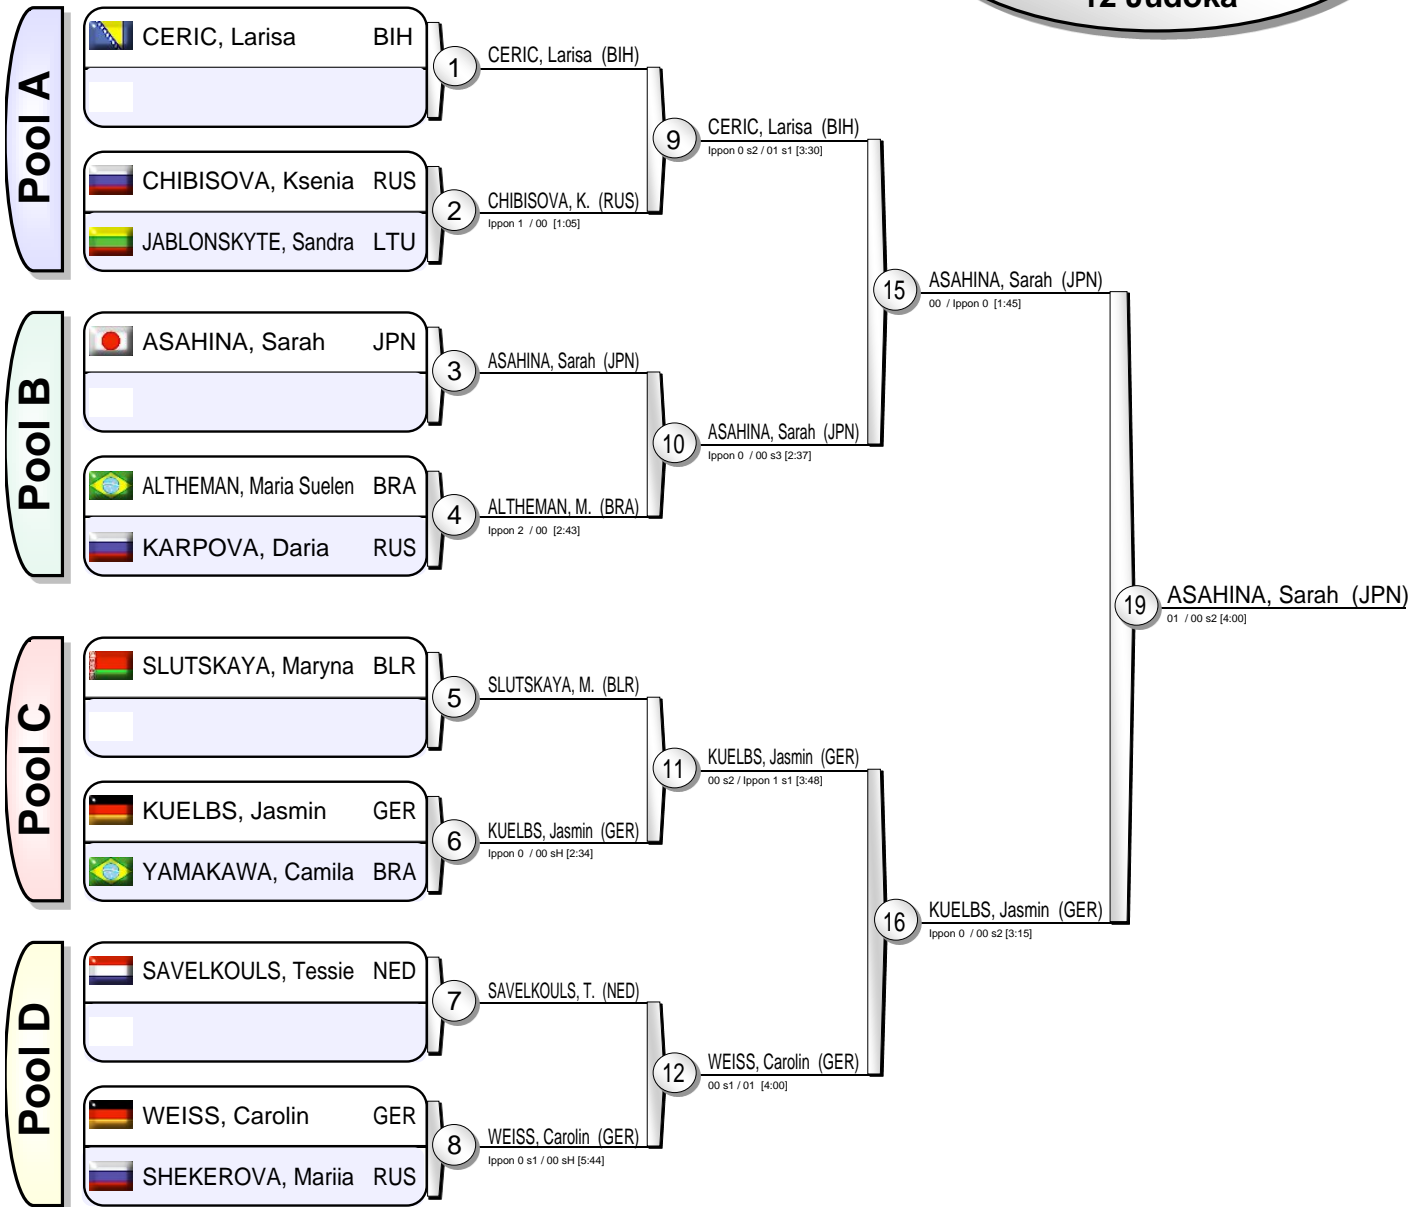 12 Judoka
Pool A
CERIC, Larisa BIH
CHIBISOVA, Ksenia RUS
JABLONSKYTE, Sandra LTU
1
CERIC, Larisa (BIH)
2
CHIBISOVA, K. (RUS)
Ippon 1 / 00 [1:05]
9
CERIC, Larisa (BIH)
Ippon 0 s2 / 01 s1 [3:30]
Pool B
ASAHINA, Sarah JPN
ALTHEMAN, Maria Suelen BRA
KARPOVA, Daria RUS
3
ASAHINA, Sarah (JPN)
4
ALTHEMAN, M. (BRA)
Ippon 2 / 00 [2:43]
10
ASAHINA, Sarah (JPN)
Ippon 0 / 00 s3 [2:37]
15
ASAHINA, Sarah (JPN)
00 / Ippon 0 [1:45]
Pool C
SLUTSKAYA, Maryna BLR
KUELBS, Jasmin GER
YAMAKAWA, Camila BRA
5
SLUTSKAYA, M. (BLR)
6
KUELBS, Jasmin (GER)
Ippon 0 / 00 sH [2:34]
11
KUELBS, Jasmin (GER)
00 s2 / Ippon 1 s1 [3:48]
Pool D
SAVELKOULS, Tessie NED
WEISS, Carolin GER
SHEKEROVA, Mariia RUS
7
SAVELKOULS, T. (NED)
8
WEISS, Carolin (GER)
Ippon 0 s1 / 00 sH [5:44]
12
WEISS, Carolin (GER)
00 s1 / 01 [4:00]
16
KUELBS, Jasmin (GER)
Ippon 0 / 00 s2 [3:15]
19
ASAHINA, Sarah (JPN)
01 / 00 s2 [4:00]